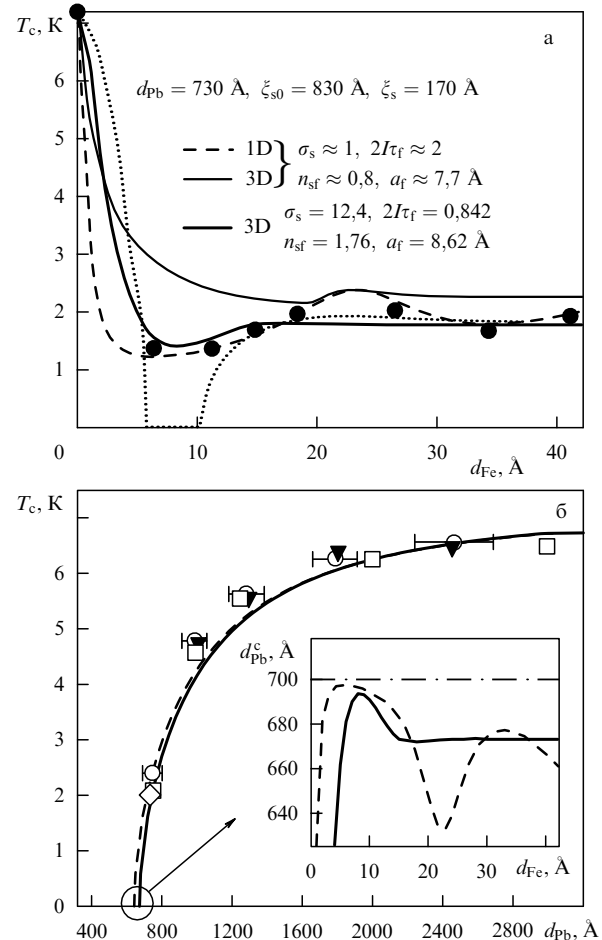 T_c, К
а
7
6
5
4
3
2
1
0
10
20
30
40
d_Fe, Å
d_Pb = 730 Å, ξ_s0 = 830 Å, ξ_s = 170 Å
1D } σ_s ≈ 1, 2Iτ_f ≈ 2
3D } n_sf ≈ 0,8, a_f ≈ 7,7 Å
3D σ_s = 12,4, 2Iτ_f = 0,842
n_sf = 1,76, a_f = 8,62 Å
T_c, К
б
6
5
4
3
2
1
0
400
800
1200
1600
2000
2400
2800
d_Pb, Å
d_Pb^c, Å
700
680
660
640
0
10
20
30
d_Fe, Å